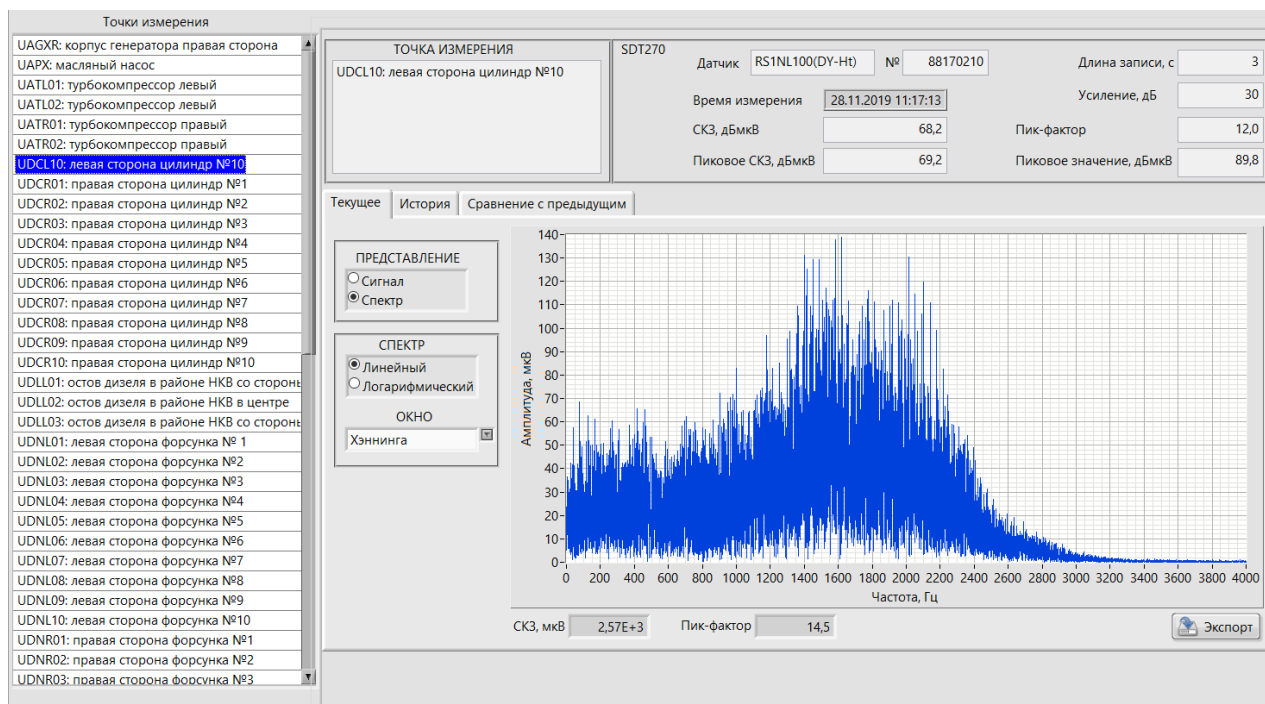 Точки измерения
UAGXR: корпус генератора правая сторона
UAPX: масляный насос
UATL01: турбокомпрессор левый
UATL02: турбокомпрессор левый
UATR01: турбокомпрессор правый
UATR02: турбокомпрессор правый
UDCL10: левая сторона цилиндр №10
UDCR01: правая сторона цилиндр №1
UDCR02: правая сторона цилиндр №2
UDCR03: правая сторона цилиндр №3
UDCR04: правая сторона цилиндр №4
UDCR05: правая сторона цилиндр №5
UDCR06: правая сторона цилиндр №6
UDCR07: правая сторона цилиндр №7
UDCR08: правая сторона цилиндр №8
UDCR09: правая сторона цилиндр №9
UDCR10: правая сторона цилиндр №10
UDLL01: остов дизеля в районе НКВ со стороны
UDLL02: остов дизеля в районе НКВ в центре
UDLL03: остов дизеля в районе НКВ со стороны
UDNL01: левая сторона форсунка № 1
UDNL02: левая сторона форсунка №2
UDNL03: левая сторона форсунка №3
UDNL04: левая сторона форсунка №4
UDNL05: левая сторона форсунка №5
UDNL06: левая сторона форсунка №6
UDNL07: левая сторона форсунка №7
UDNL08: левая сторона форсунка №8
UDNL09: левая сторона форсунка №9
UDNL10: левая сторона форсунка №10
UDNR01: правая сторона форсунка №1
UDNR02: правая сторона форсунка №2
UDNR03: правая сторона форсунка №3
ТОЧКА ИЗМЕРЕНИЯ
UDCL10: левая сторона цилиндр №10
SDT270
Датчик RS1NL100(DY-Ht) № 88170210 Длина записи, с 3
Время измерения 28.11.2019 11:17:13 Усиление, дБ 30
СКЗ, дБмкВ 68,2 Пик-фактор 12,0
Пиковое СКЗ, дБмкВ 69,2 Пиковое значение, дБмкВ 89,8
Текущее История Сравнение с предыдущим
ПРЕДСТАВЛЕНИЕ
Сигнал
Спектр
СПЕКТР
Линейный
Логарифмический
ОКНО
Хэннинга
Амплитуда, мкВ
140
130
120
110
100
90
80
70
60
50
40
30
20
10
0
0 200 400 600 800 1000 1200 1400 1600 1800 2000 2200 2400 2600 2800 3000 3200 3400 3600 3800 4000
Частота, Гц
СКЗ, мкВ 2,57E+3 Пик-фактор 14,5 Экспорт